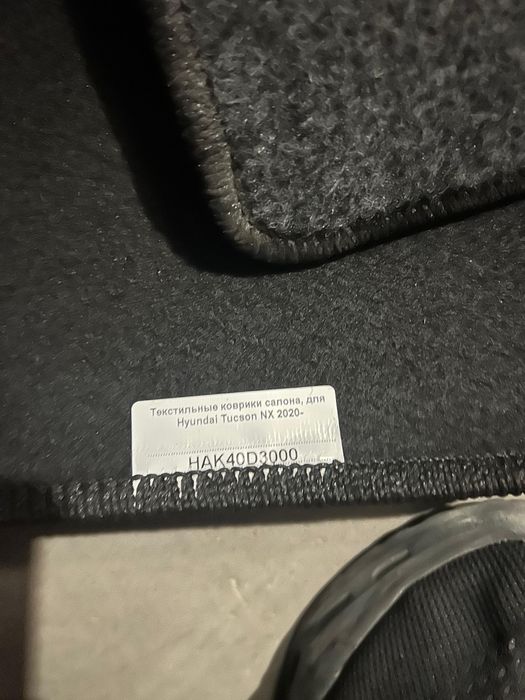 Текстильные коврики салона, для
Hyundai Tucson NX 2020-
HAK40D3000